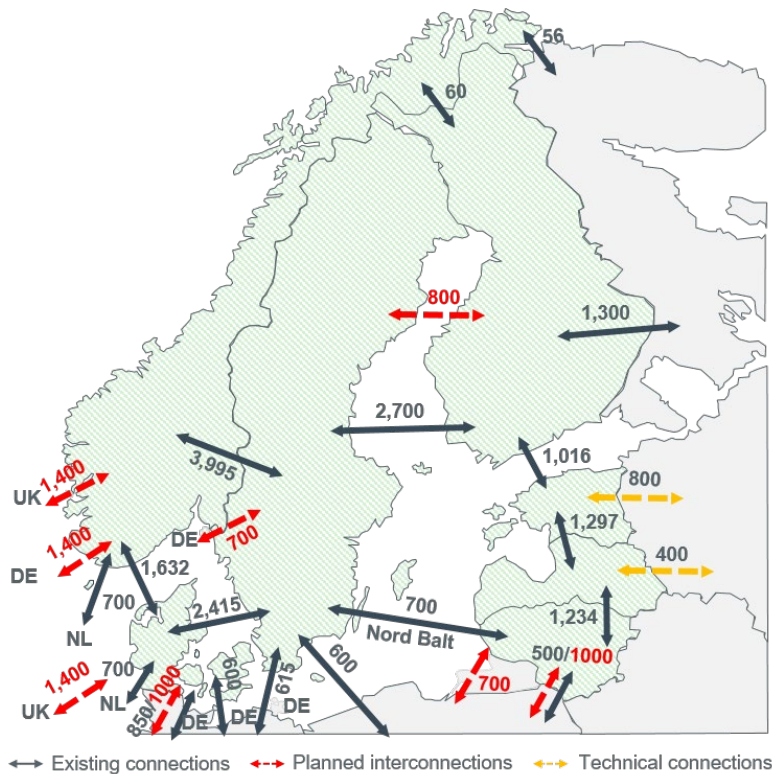 56
60
800
1,300
2,700
3,995
1,016
1,400
UK
800
DE
700
1,297
1,400
DE
1,632
400
700
NL
2,415
700
Nord Balt
1,234
500/1000
600
700
1,400
UK
700
NL
850/1000
DE
600
DE
615
DE
Existing connections
Planned interconnections
Technical connections